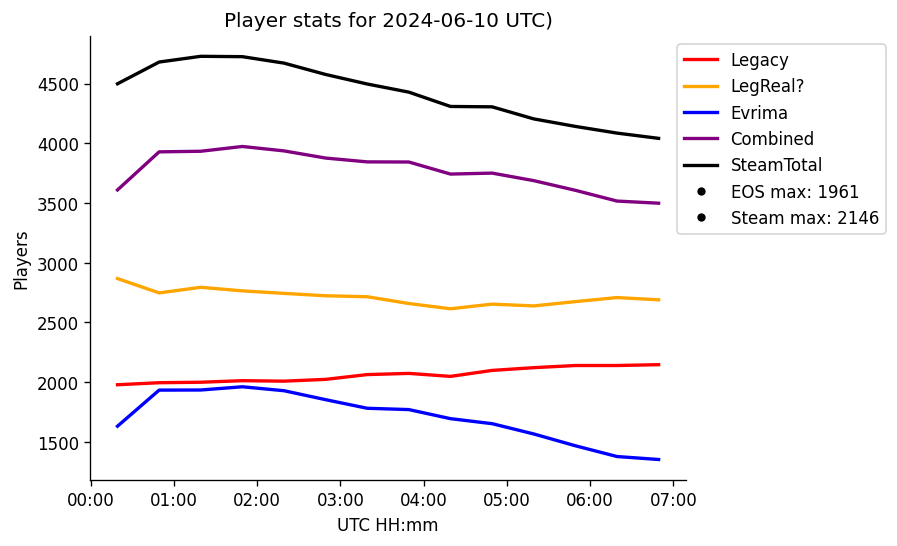 Player stats for 2024-06-10 UTC)
Legacy
LegReal?
Evrima
Combined
SteamTotal
EOS max: 1961
Steam max: 2146
Players
4500
4000
3500
3000
2500
2000
1500
00:00 01:00 02:00 03:00 04:00 05:00 06:00 07:00
UTC HH:mm